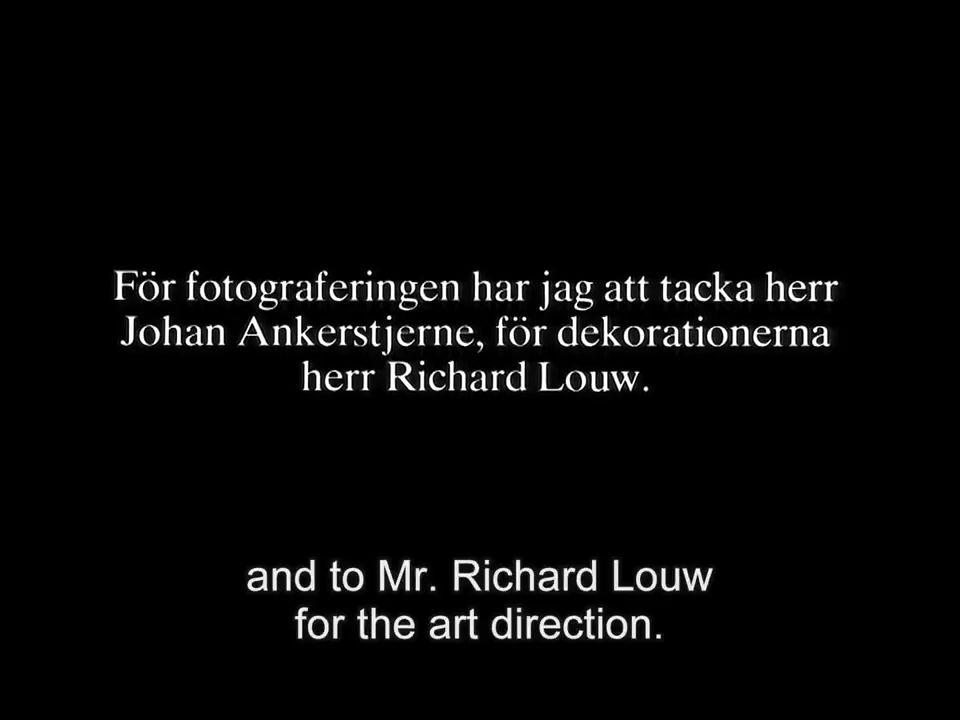 För fotograferingen har jag att tacka herr
Johan Ankerstjerne, för dekorationerna
herr Richard Louw.
and to Mr. Richard Louw
for the art direction.